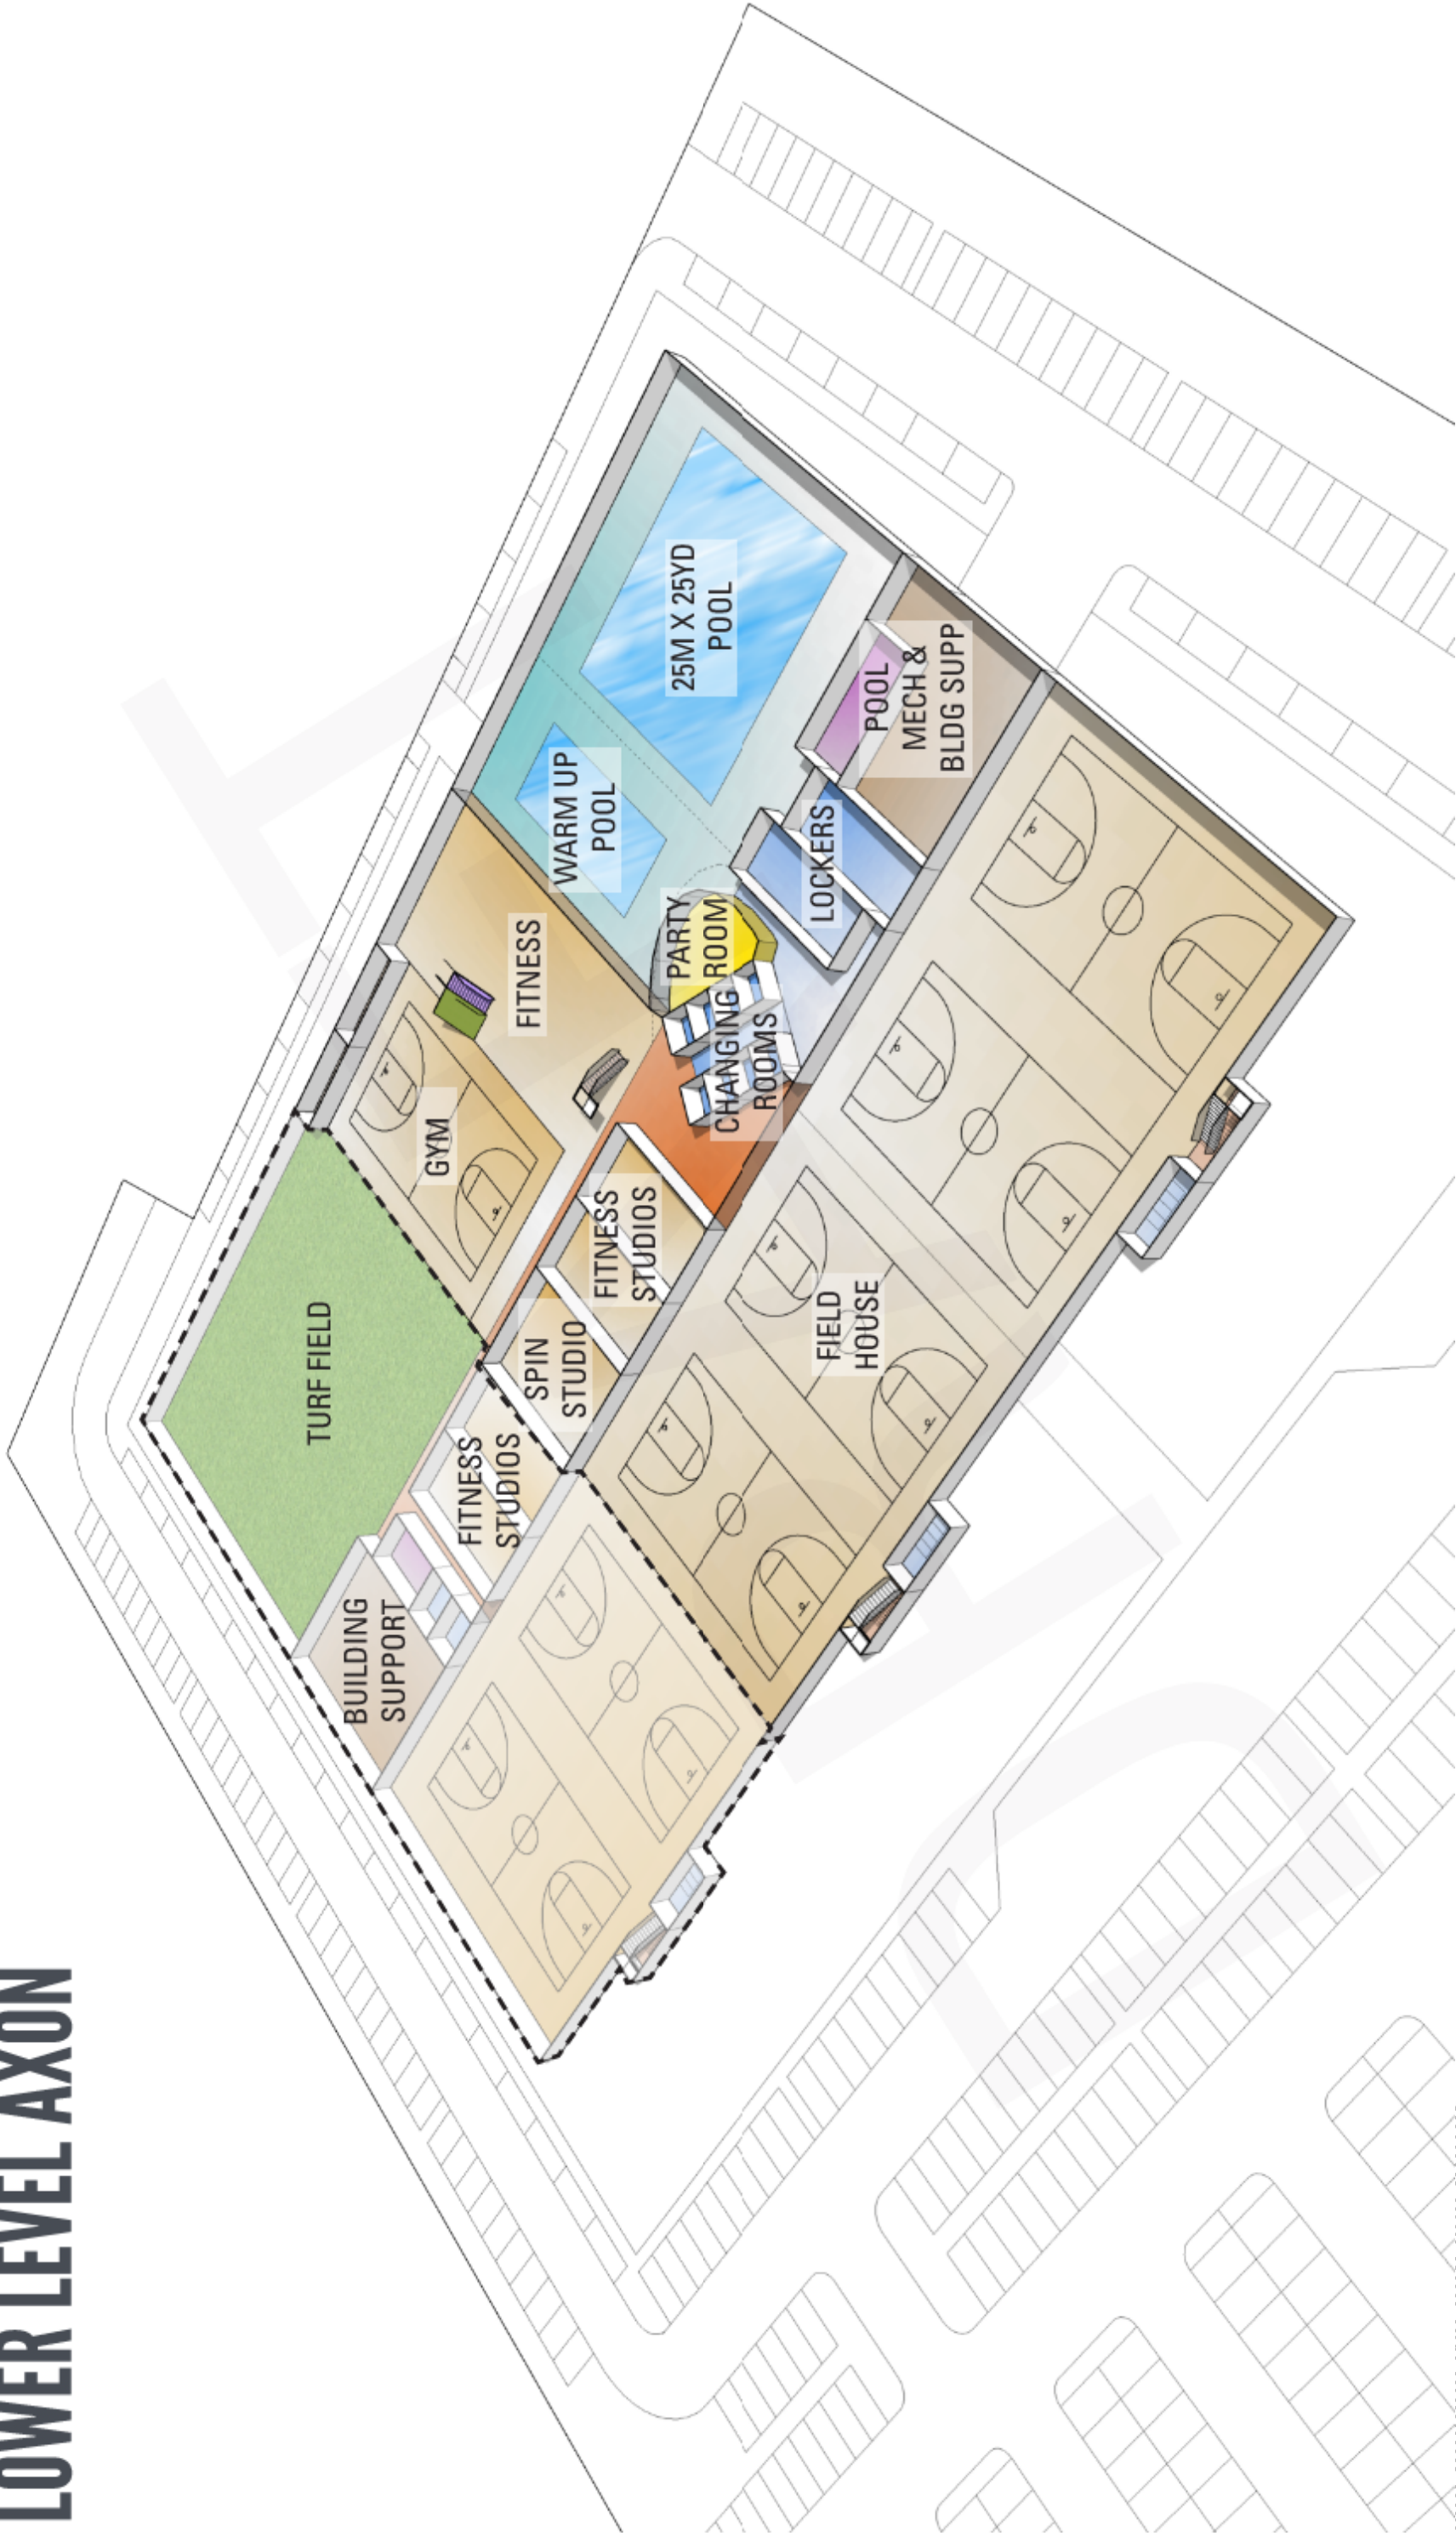 LOWER LEVEL AXON
TURF FIELD
GYM
FITNESS
WARM UP
POOL
25M X 25YD
POOL
BUILDING
SUPPORT
FITNESS
STUDIOS
SPIN
STUDIO
FITNESS
STUDIOS
CHANGING
ROOMS
PARTY
ROOM
LOCKERS
POOL
MECH &
BLDG SUPP
FIELD
HOUSE